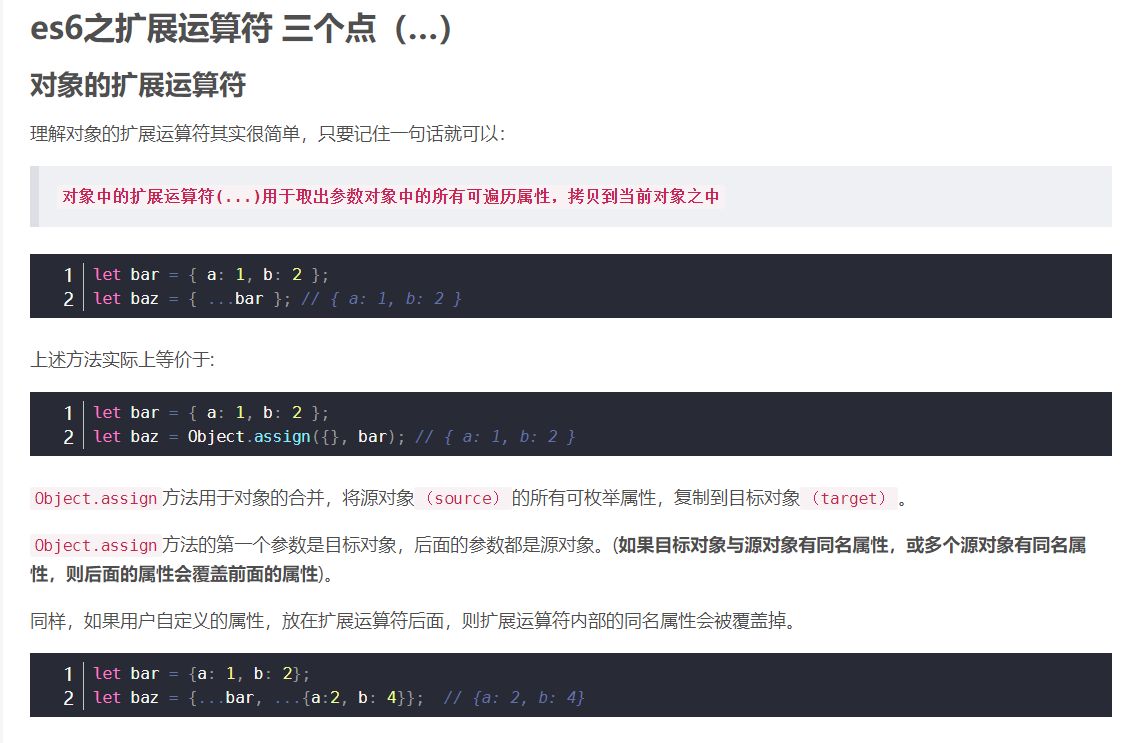 es6之扩展运算符 三个点（...）
对象的扩展运算符
理解对象的扩展运算符其实很简单，只要记住一句话就可以：
对象中的扩展运算符(...)用于取出参数对象中的所有可遍历属性，拷贝到当前对象之中
1 let bar = { a: 1, b: 2 };
2 let baz = { ...bar }; // { a: 1, b: 2 }
上述方法实际上等价于:
1 let bar = { a: 1, b: 2 };
2 let baz = Object.assign({}, bar); // { a: 1, b: 2 }
Object.assign方法用于对象的合并，将源对象（source）的所有可枚举属性，复制到目标对象（target）。
Object.assign方法的第一个参数是目标对象，后面的参数都是源对象。(如果目标对象与源对象有同名属性，或多个源对象有同名属
性，则后面的属性会覆盖前面的属性)。
同样，如果用户自定义的属性，放在扩展运算符后面，则扩展运算符内部的同名属性会被覆盖掉。
1 let bar = {a: 1, b: 2};
2 let baz = {...bar, ...{a:2, b: 4}};  // {a: 2, b: 4}